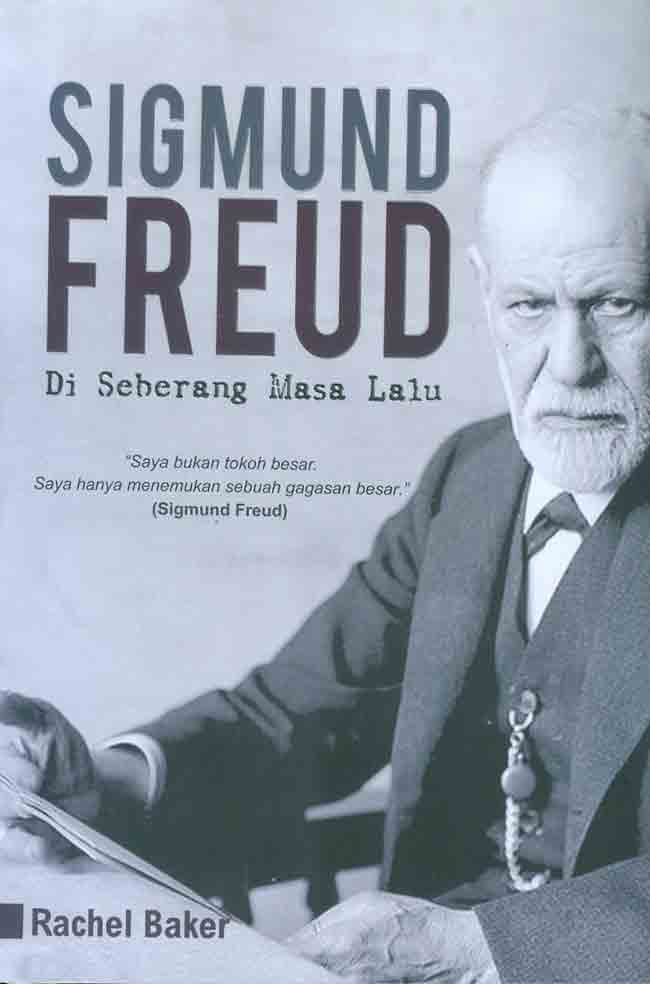 SIGMUND
FREUD
Di Seberang Masa Lalu
"Saya bukan tokoh besar.
Saya hanya menemukan sebuah gagasan besar."
(Sigmund Freud)
Rachel Baker